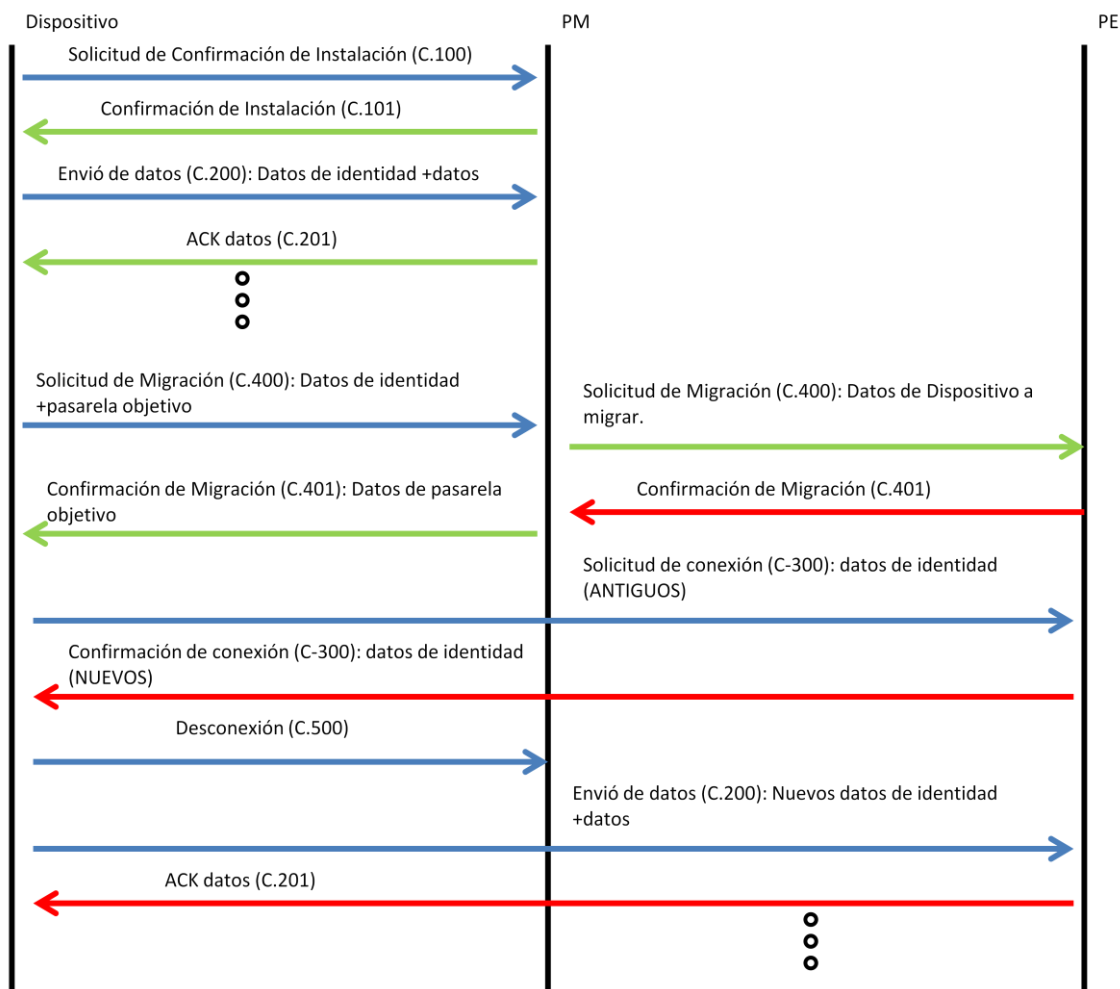 Dispositivo
PM
PE
Solicitud de Confirmación de Instalación (C.100)
Confirmación de Instalación (C.101)
Envió de datos (C.200): Datos de identidad +datos
ACK datos (C.201)
Solicitud de Migración (C.400): Datos de identidad
+pasarela objetivo
Solicitud de Migración (C.400): Datos de Dispositivo a
migrar.
Confirmación de Migración (C.401)
Confirmación de Migración (C.401): Datos de pasarela
objetivo
Solicitud de conexión (C-300): datos de identidad
(ANTIGUOS)
Confirmación de conexión (C-300): datos de identidad
(NUEVOS)
Desconexión (C.500)
Envió de datos (C.200): Nuevos datos de identidad
+datos
ACK datos (C.201)